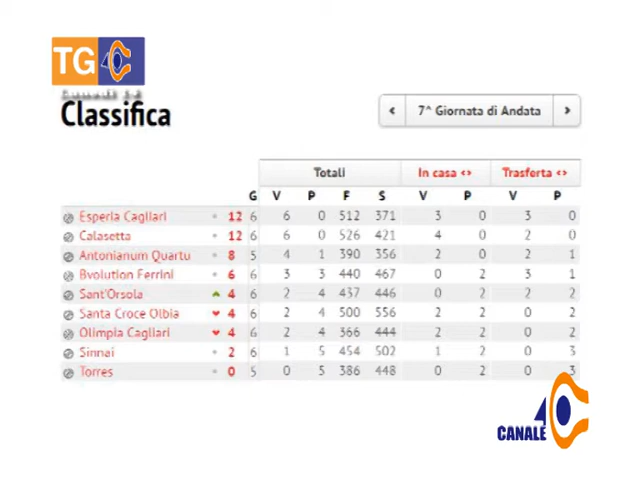 TG
Classifica
7^ Giornata di Andata
Totali In casa Trasferta
G V P F S V P V P
Esperia Cagliari 12 6 6 0 512 371 3 0 3 0
Calasetta 12 6 6 0 526 421 4 0 2 0
Antonianum Quartu 8 5 4 1 390 356 2 0 2 1
Bvolution Ferrini 6 6 3 3 440 467 0 2 3 1
Sant'Orsola 4 6 2 4 437 446 0 2 2 2
Santa Croce Olbia 4 6 2 4 500 556 2 2 0 2
Olimpia Cagliari 4 6 2 4 366 444 2 2 0 2
Sinnai 2 6 1 5 454 502 1 2 0 3
Torres 0 5 0 5 386 448 0 2 0 3
CANALE 4